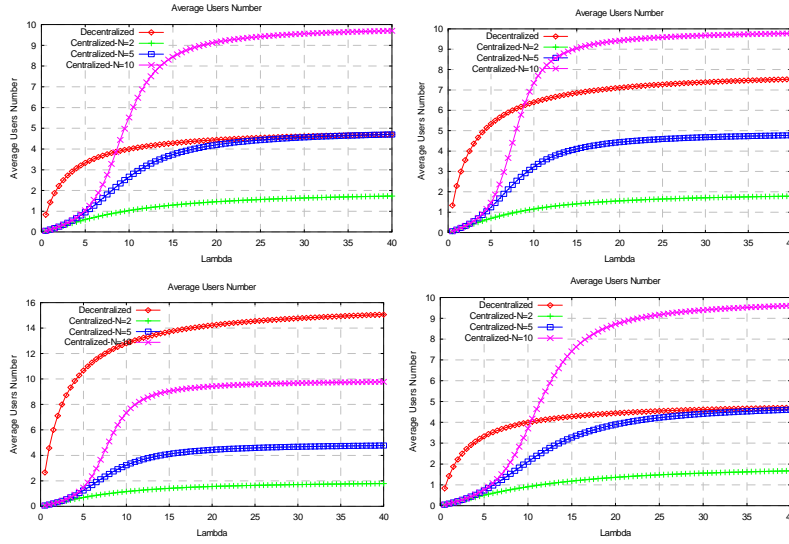 Average Users Number
Decentralized
Centralized-N=2
Centralized-N=5
Centralized-N=10
Average Users Number
10
9
8
7
6
5
4
3
2
1
0
0 5 10 15 20 25 30 35 40
Lambda
Average Users Number
Decentralized
Centralized-N=2
Centralized-N=5
Centralized-N=10
Average Users Number
10
9
8
7
6
5
4
3
2
1
0
0 5 10 15 20 25 30 35 40
Lambda
Average Users Number
Decentralized
Centralized-N=2
Centralized-N=5
Centralized-N=10
Average Users Number
16
14
12
10
8
6
4
2
0
0 5 10 15 20 25 30 35 40
Lambda
Average Users Number
Decentralized
Centralized-N=2
Centralized-N=5
Centralized-N=10
Average Users Number
10
9
8
7
6
5
4
3
2
1
0
0 5 10 15 20 25 30 35 40
Lambda